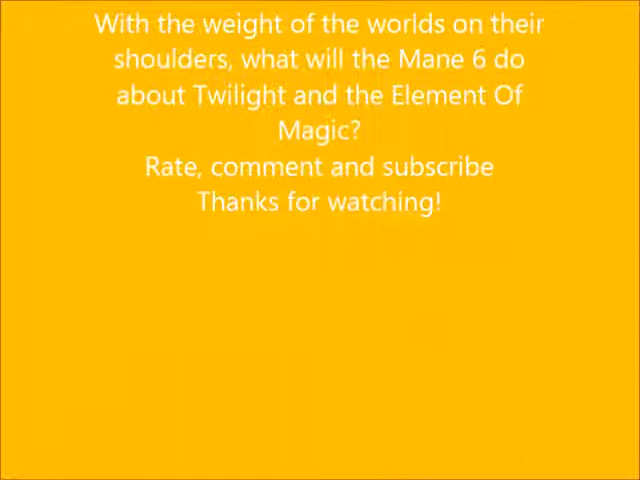 With the weight of the worlds on their
shoulders, what will the Mane 6 do
about Twilight and the Element Of
Magic?
Rate, comment and subscribe
Thanks for watching!